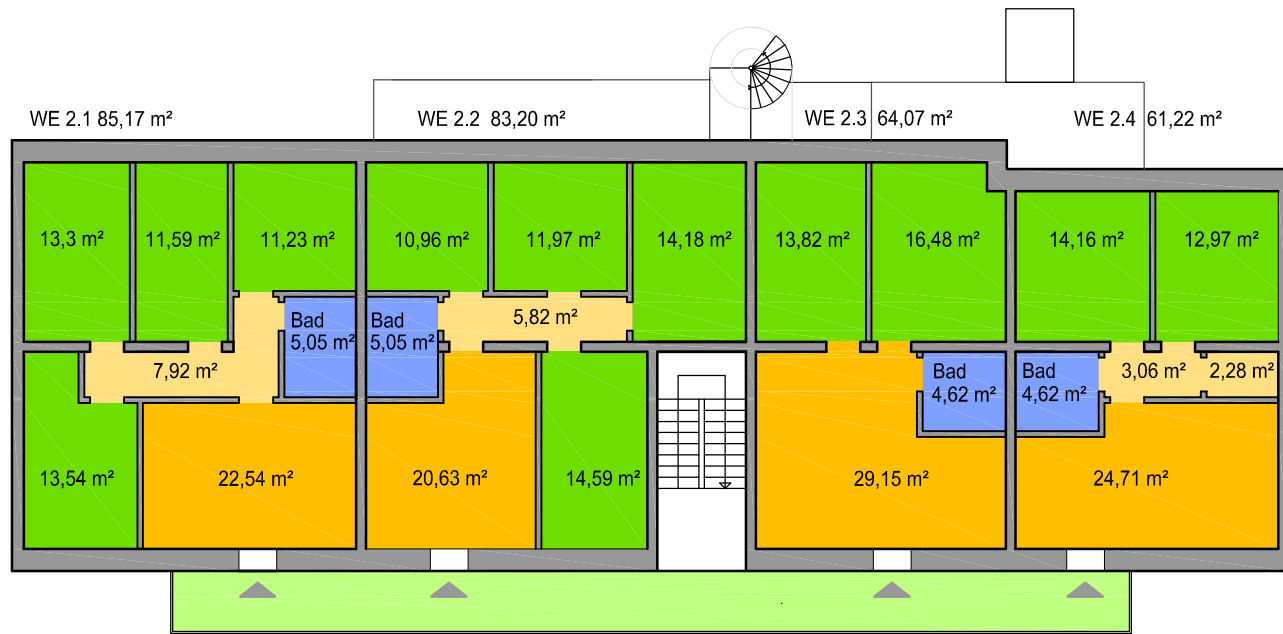 WE 2.1 85,17 m²
WE 2.2 83,20 m²
WE 2.3 64,07 m²
WE 2.4 61,22 m²
13,3 m²
11,59 m²
11,23 m²
10,96 m²
11,97 m²
14,18 m²
13,82 m²
16,48 m²
14,16 m²
12,97 m²
Bad
5,05 m²
Bad
5,05 m²
5,82 m²
7,92 m²
Bad
4,62 m²
Bad
4,62 m²
3,06 m²
2,28 m²
13,54 m²
22,54 m²
20,63 m²
14,59 m²
29,15 m²
24,71 m²